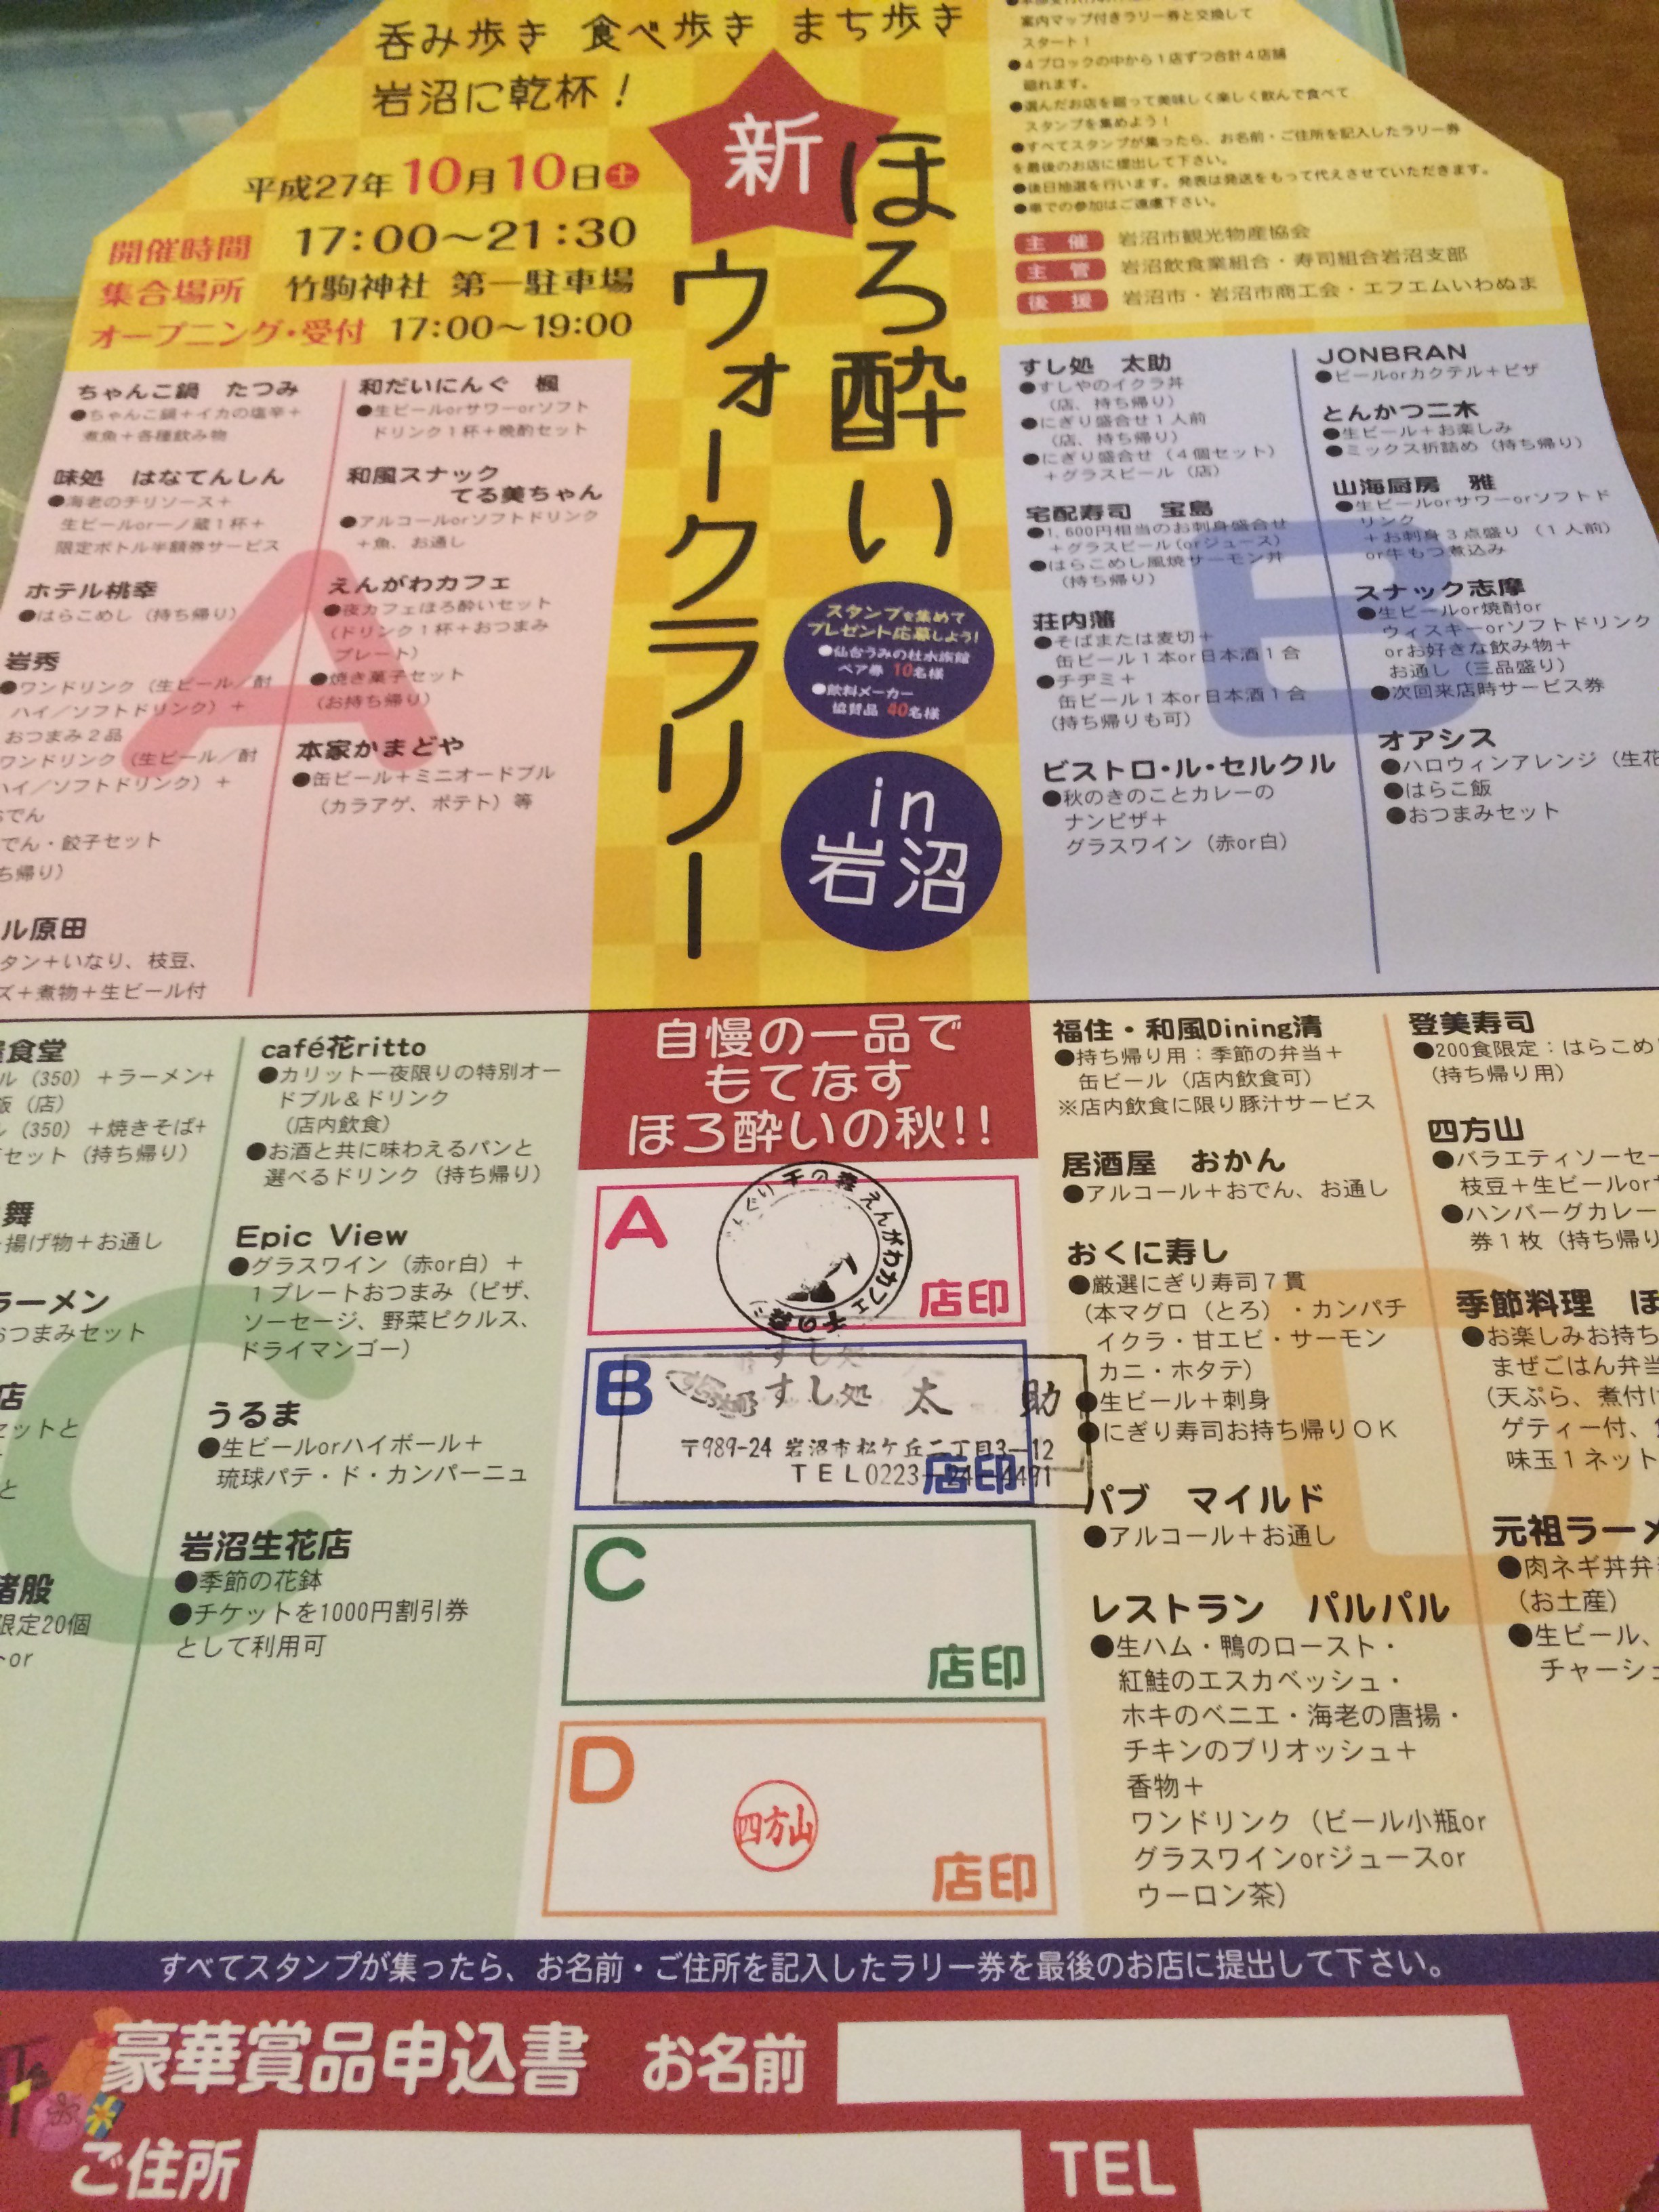 呑み歩き 食べ歩き まち歩き
岩沼に乾杯!
平成27年10月10日土
開催時間 17:00～21:30
集合場所 竹駒神社 第一駐車場
オープニング・受付 17:00～19:00
新
ほろ酔い
ウォークラリー
in
岩沼
スタンプを集めて
プレゼント応募しよう!
●仙台うみの杜水族館
ペア券 10名様
●飲料メーカー
協賛品 40名様
案内マップ付きラリー券と交換して
スタート!
●4ブロックの中から1店ずつ合計4店舗
廻れます。
●選んだお店を廻って美味しく楽しく飲んで食べて
スタンプを集めよう!
●すべてスタンプが集ったら、お名前・ご住所を記入したラリー券
を最後のお店に提出して下さい。
●後日抽選を行います。発表は発送をもって代えさせていただきます。
●車での参加はご遠慮下さい。
主催 岩沼市観光物産協会
主管 岩沼飲食業組合・寿司組合岩沼支部
後援 岩沼市・岩沼市商工会・エフエムいわぬま
A
ちゃんこ鍋 たつみ
●ちゃんこ鍋+イカの塩辛+
煮魚+各種飲み物
味処 はなてんしん
●海老のチリソース+
生ビールor一ノ蔵1杯+
限定ボトル半額券サービス
ホテル桃幸
●はらこめし(持ち帰り)
岩秀
●ワンドリンク(生ビール/酎
ハイ/ソフトドリンク)+
おつまみ2品
ワンドリンク(生ビール/酎
ハイ/ソフトドリンク)+
おでん
でん・餃子セット
ち帰り)
ル原田
タン+いなり、枝豆、
ズ+煮物+生ビール付
和だいにんぐ 楓
●生ビールorサワーorソフト
ドリンク1杯+晩酌セット
和風スナック
てる美ちゃん
●アルコールorソフトドリンク
+魚、お通し
えんがわカフェ
●夜カフェほろ酔いセット
(ドリンク1杯+おつまみ
プレート)
●焼き菓子セット
(お持ち帰り)
本家かまどや
●缶ビール+ミニオードブル
(カラアゲ、ポテト)等
B
すし処 太助
●すしやのイクラ丼
(店、持ち帰り)
●にぎり盛合せ1人前
(店、持ち帰り)
●にぎり盛合せ(4個セット)
+グラスビール(店)
宅配寿司 宝島
●1,600円相当のお刺身盛合せ
+グラスビール(orジュース)
●はらこめし風焼サーモン丼
(持ち帰り)
荘内藩
●そばまたは麦切+
缶ビール1本or日本酒1合
●チヂミ+
缶ビール1本or日本酒1合
(持ち帰りも可)
ビストロ・ル・セルクル
●秋のきのことカレーの
ナンピザ+
グラスワイン(赤or白)
JONBRAN
●ビールorカクテル+ピザ
とんかつ二木
●生ビール+お楽しみ
●ミックス折詰め(持ち帰り)
山海厨房 雅
●生ビールorサワーorソフトド
リンク
+お刺身3点盛り(1人前)
or牛もつ煮込み
スナック志摩
●生ビールor焼酎or
ウィスキーorソフトドリンク
orお好きな飲み物+
お通し(三品盛り)
●次回来店時サービス券
オアシス
●ハロウィンアレンジ(生花
●はらこ飯
●おつまみセット
C
食堂
ル(350)+ラーメン+
飯(店)
ル(350)+焼きそば+
セット(持ち帰り)
舞
揚げ物+お通し
ラーメン
おつまみセット
店
セットと
と
猪股
限定20個
or
café花ritto
●カリット一夜限りの特別オー
ドブル&ドリンク
(店内飲食)
●お酒と共に味わえるパンと
選べるドリンク(持ち帰り)
Epic View
●グラスワイン(赤or白)+
1プレートおつまみ(ピザ、
ソーセージ、野菜ピクルス、
ドライマンゴー)
うるま
●生ビールorハイボール+
琉球パテ・ド・カンパーニュ
岩沼生花店
●季節の花鉢
●チケットを1000円割引券
として利用可
自慢の一品で
もてなす
ほろ酔いの秋!!
A
千の森 えんがわカフェ
店印
B
すし処 太助
〒989-24 岩沼市松ケ丘二丁目3-12
TEL0223-24-4491
店印
C
店印
D
四方山
店印
D
福住・和風Dining清
●持ち帰り用:季節の弁当+
缶ビール(店内飲食可)
※店内飲食に限り豚汁サービス
居酒屋 おかん
●アルコール+おでん、お通し
おくに寿し
●厳選にぎり寿司7貫
(本マグロ(とろ)・カンパチ
イクラ・甘エビ・サーモン
カニ・ホタテ)
●生ビール+刺身
●にぎり寿司お持ち帰りOK
パブ マイルド
●アルコール+お通し
レストラン パルパル
●生ハム・鴨のロースト・
紅鮭のエスカベッシュ・
ホキのベニエ・海老の唐揚・
チキンのブリオッシュ+
香物+
ワンドリンク(ビール小瓶or
グラスワインorジュースor
ウーロン茶)
登美寿司
●200食限定:はらこめ
(持ち帰り用)
四方山
●バラエティソーセー
枝豆+生ビールor
●ハンバーグカレー
券1枚(持ち帰り
季節料理 ほ
●お楽しみお持ち
まぜごはん弁当
(天ぷら、煮付け
ゲティー付、
味玉1ネット
元祖ラーメ
●肉ネギ丼弁
(お土産)
●生ビール、
チャーシュ
すべてスタンプが集ったら、お名前・ご住所を記入したラリー券を最後のお店に提出して下さい。
豪華賞品申込書 お名前
ご住所 TEL